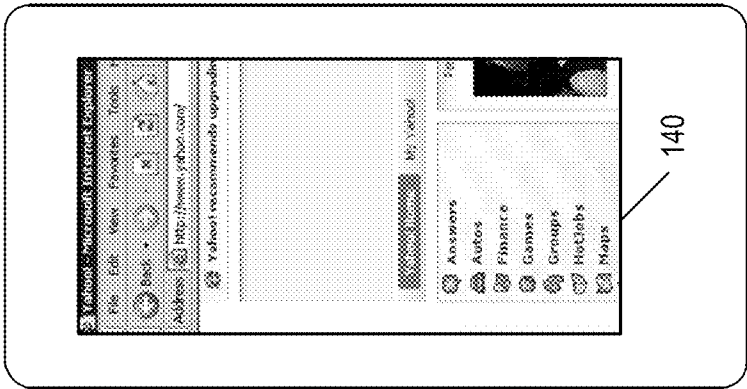 File Edit View Favorites Tools
Back
Address http://www.yahoo.com/
Yahoo! recommends upgradin
My Yahoo!
Answers
Autos
Finance
Games
Groups
HotJobs
Maps
140